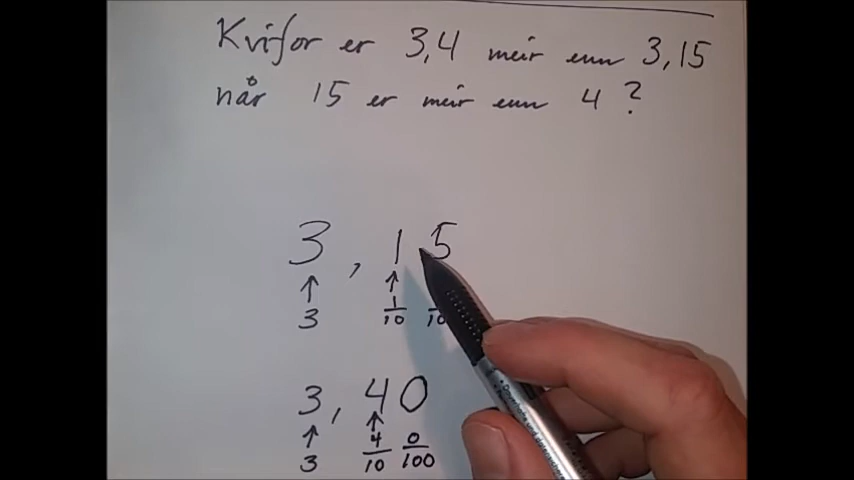 Kvifor er 3,4 meir enn 3,15
når 15 er meir enn 4 ?
3 , 1 5
↑ ↑
3 1/10 10
3 , 4 0
↑ ↑
3 4/10 0/100